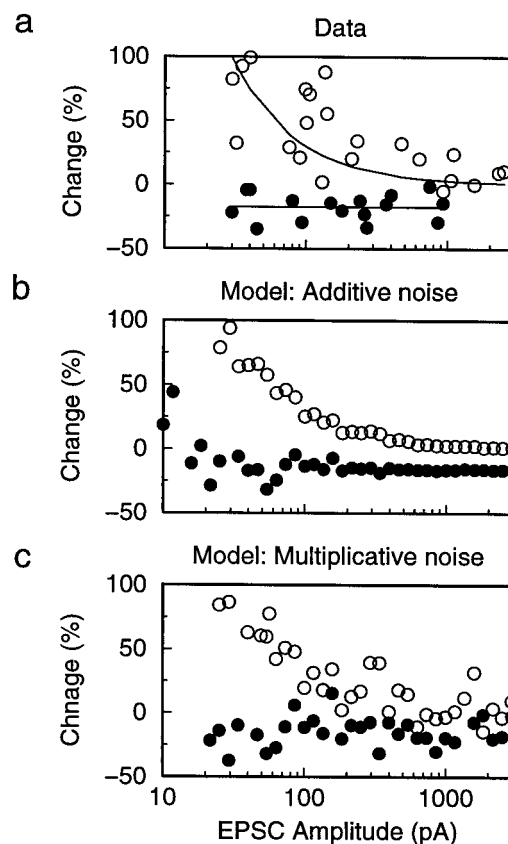 a
Data
100
50
0
−50
Change (%)
b
Model: Additive noise
100
50
0
−50
Change (%)
c
Model: Multiplicative noise
100
50
0
−50
Chnage (%)
10 100 1000
EPSC Amplitude (pA)